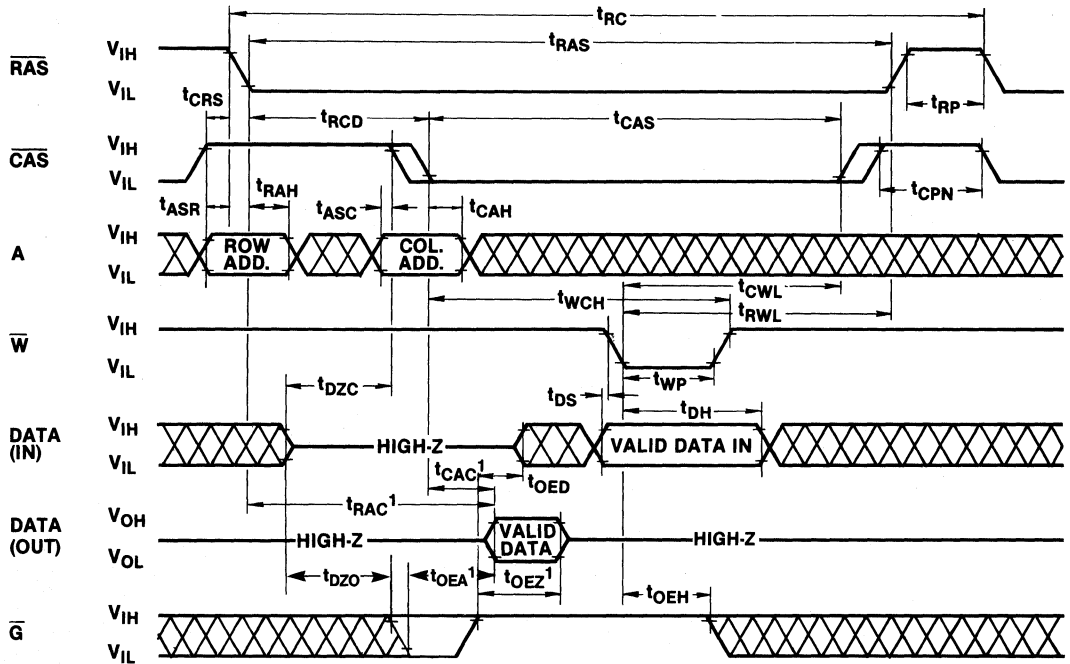 tRC
tRAS
RAS VIH
VIL
tCRS tRCD tCAS tRP
CAS VIH
VIL
tASR tRAH tASC tCAH tCPN
A VIH
ROW ADD. COL. ADD.
VIL
tWCH tCWL
tRWL
W VIH
VIL
tDZC tDS tWP
tDH
DATA (IN) VIH
HIGH-Z VALID DATA IN
VIL
tCAC1 tOED
tRAC1
DATA (OUT) VOH
HIGH-Z VALID DATA HIGH-Z
VOL
tDZO tOEA1 tOEZ1 tOEH
G VIH
VIL